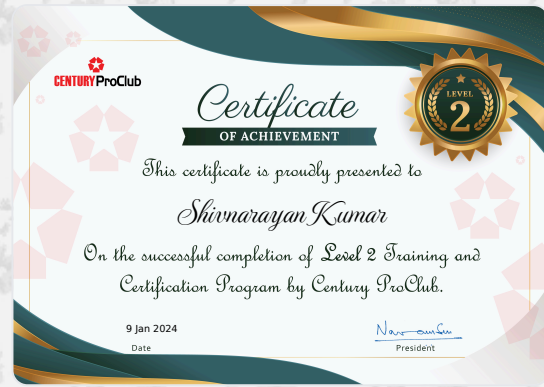 CENTURY ProClub
LEVEL
2
Certificate
OF ACHIEVEMENT
This certificate is proudly presented to
Shivnarayan Kumar
On the successful completion of Level 2 Training and
Certification Program by Century ProClub.
9 Jan 2024
Date
President